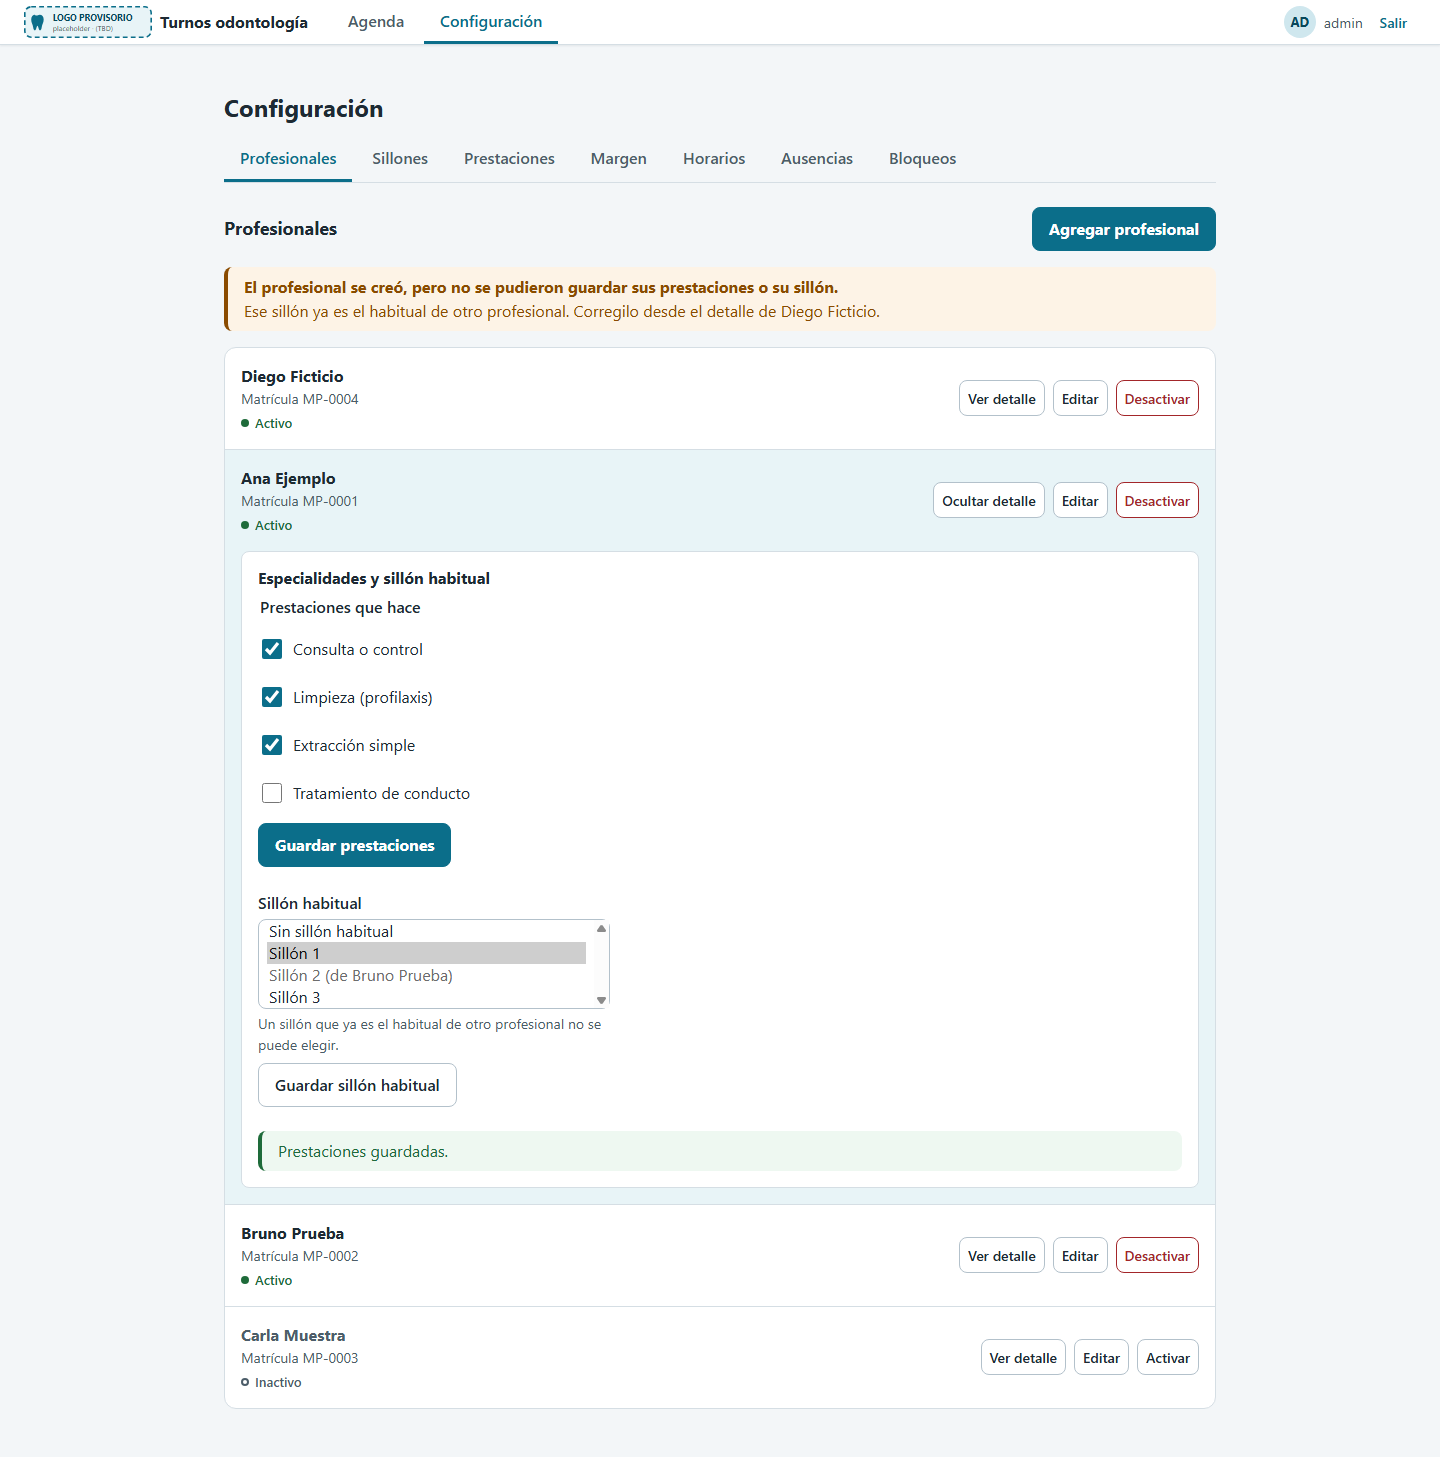 LOGO PROVISORIO
placeholder · (TBD)
Turnos odontología
Agenda
Configuración
AD
admin
Salir
Configuración
Profesionales
Sillones
Prestaciones
Margen
Horarios
Ausencias
Bloqueos
Profesionales
Agregar profesional
El profesional se creó, pero no se pudieron guardar sus prestaciones o su sillón.
Ese sillón ya es el habitual de otro profesional. Corregilo desde el detalle de Diego Ficticio.
Diego Ficticio
Matrícula MP-0004
Activo
Ver detalle
Editar
Desactivar
Ana Ejemplo
Matrícula MP-0001
Activo
Ocultar detalle
Editar
Desactivar
Especialidades y sillón habitual
Prestaciones que hace
Consulta o control
Limpieza (profilaxis)
Extracción simple
Tratamiento de conducto
Guardar prestaciones
Sillón habitual
Sin sillón habitual
Sillón 1
Sillón 2 (de Bruno Prueba)
Sillón 3
Un sillón que ya es el habitual de otro profesional no se
puede elegir.
Guardar sillón habitual
Prestaciones guardadas.
Bruno Prueba
Matrícula MP-0002
Activo
Ver detalle
Editar
Desactivar
Carla Muestra
Matrícula MP-0003
Inactivo
Ver detalle
Editar
Activar